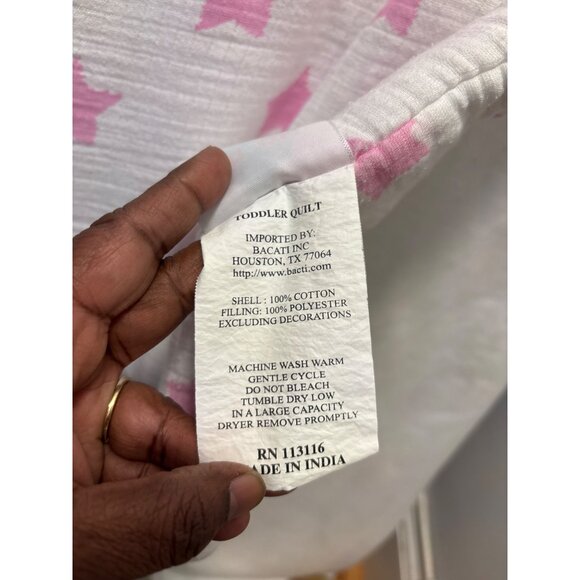 TODDLER QUILT
IMPORTED BY:
BACATI INC
HOUSTON, TX 77064
http://www.bacti.com
SHELL : 100% COTTON
FILLING: 100% POLYESTER
EXCLUDING DECORATIONS
MACHINE WASH WARM
GENTLE CYCLE
DO NOT BLEACH
TUMBLE DRY LOW
IN A LARGE CAPACITY
DRYER REMOVE PROMPTLY
RN 113116
MADE IN INDIA